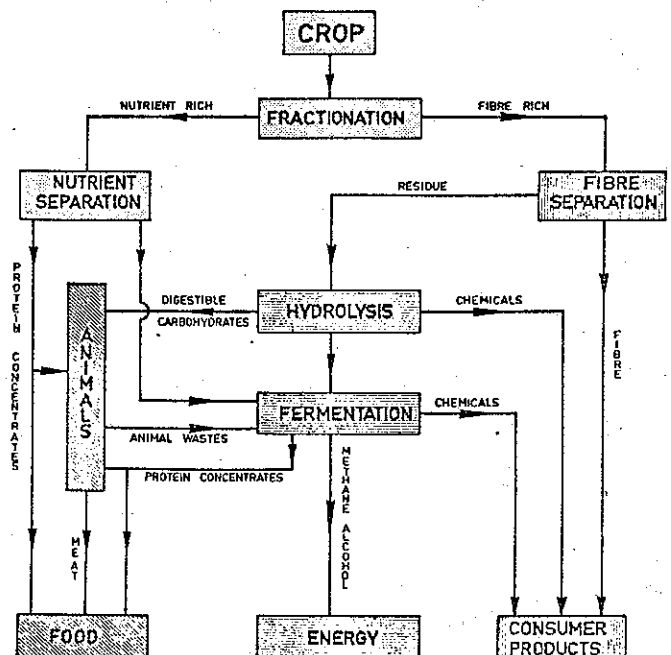 CROP
NUTRIENT RICH
FIBRE RICH
FRACTIONATION
NUTRIENT
SEPARATION
RESIDUE
FIBRE
SEPARATION
PROTEIN CONCENTRATES
ANIMALS
DIGESTIBLE
CARBOHYDRATES
HYDROLYSIS
CHEMICALS
FIBRE
FERMENTATION
CHEMICALS
ANIMAL WASTES
PROTEIN CONCENTRATES
MEAT
METHANE ALCOHOL
FOOD
ENERGY
CONSUMER
PRODUCTS